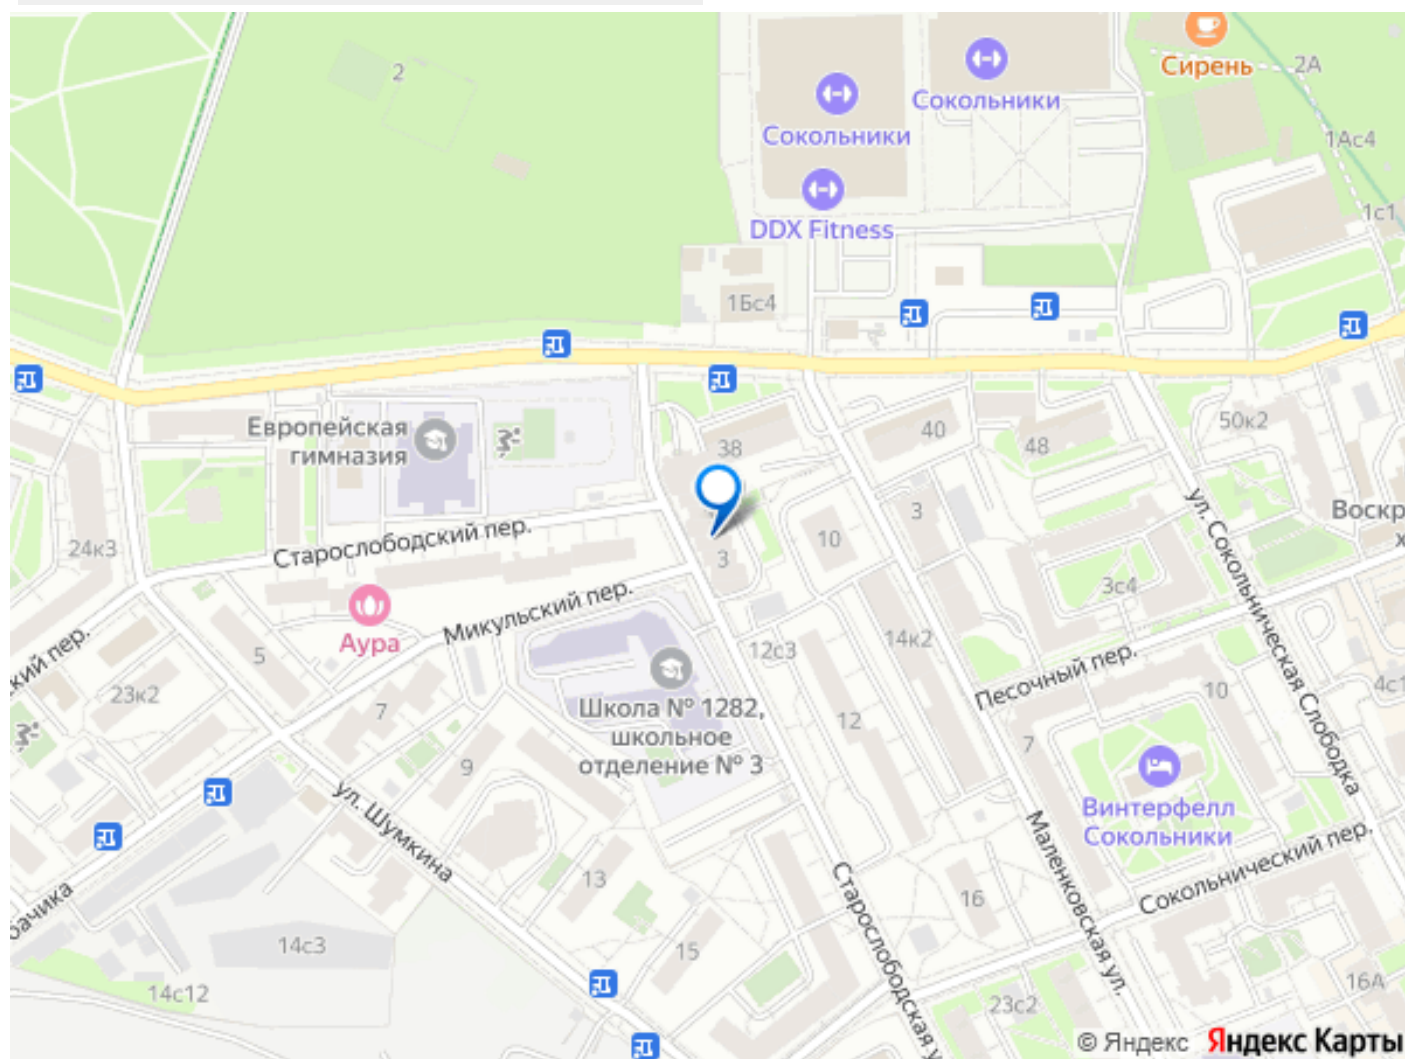 2
Сирень
2А
Сокольники
Сокольники
1Ас4
DDX Fitness
1с1
1Бс4
Европейская
гимназия
38
40
48
50к2
Старослободский пер.
24к3
3
10
3
ул. Сокольническая Слободка
Воскр
х
3с4
Микульский пер.
Аура
кий пер.
5
23к2
7
9
12с3
14к2
Песочный пер.
10
4с1
Школа № 1282,
школьное
отделение № 3
12
7
Винтерфелл
Сокольники
ул. Шумкина
Маленковская ул.
Сокольнический пер.
бачика
13
14с3
14с12
15
16
Старослободская у
23с2
16А
© Яндекс Яндекс Карты